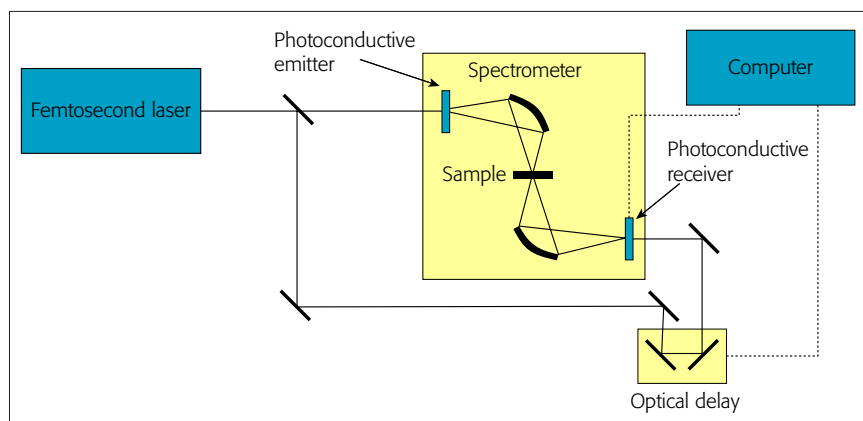 Photoconductive
emitter
Spectrometer
Computer
Femtosecond laser
Sample
Photoconductive
receiver
Optical delay